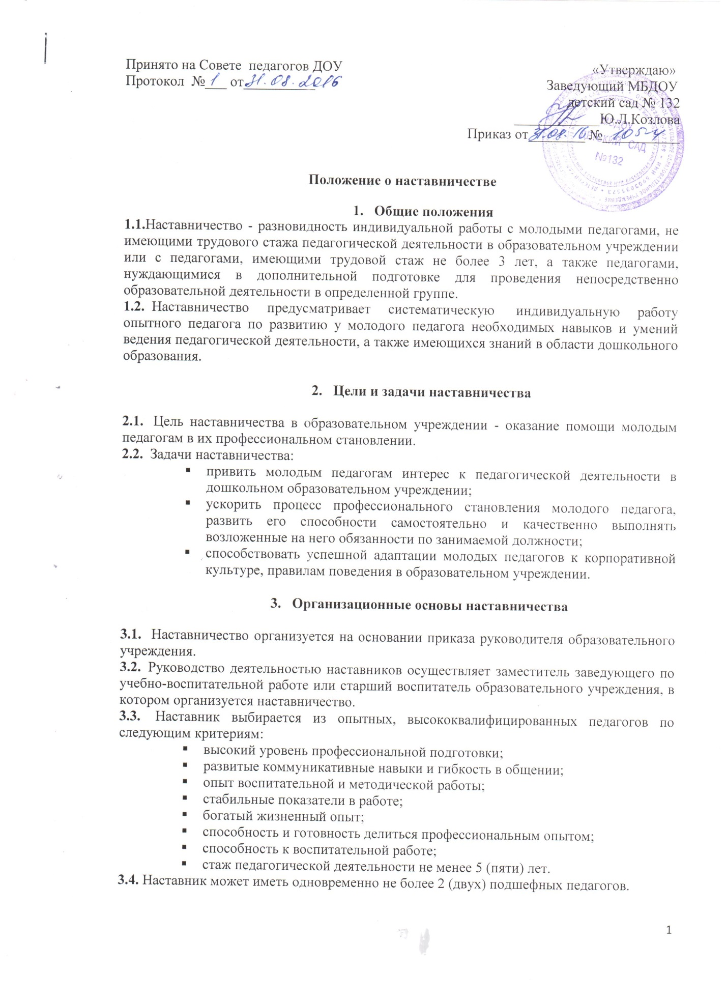 Принято на Совете педагогов ДОУ
Протокол № 1 от 31.08.2016
«Утверждаю»
Заведующий МБДОУ
детский сад № 132
Ю.Л.Козлова
Приказ от 31.08.16 № 105-ч
МБДОУ
ДЕТСКИЙ САД
№132
Положение о наставничестве
1. Общие положения
1.1.Наставничество - разновидность индивидуальной работы с молодыми педагогами, не
имеющими трудового стажа педагогической деятельности в образовательном учреждении
или с педагогами, имеющими трудовой стаж не более 3 лет, а также педагогами,
нуждающимися в дополнительной подготовке для проведения непосредственно
образовательной деятельности в определенной группе.
1.2. Наставничество предусматривает систематическую индивидуальную работу
опытного педагога по развитию у молодого педагога необходимых навыков и умений
ведения педагогической деятельности, а также имеющихся знаний в области дошкольного
образования.
2. Цели и задачи наставничества
2.1. Цель наставничества в образовательном учреждении - оказание помощи молодым
педагогам в их профессиональном становлении.
2.2. Задачи наставничества:
▪ привить молодым педагогам интерес к педагогической деятельности в
дошкольном образовательном учреждении;
▪ ускорить процесс профессионального становления молодого педагога,
развить его способности самостоятельно и качественно выполнять
возложенные на него обязанности по занимаемой должности;
▪ способствовать успешной адаптации молодых педагогов к корпоративной
культуре, правилам поведения в образовательном учреждении.
3. Организационные основы наставничества
3.1. Наставничество организуется на основании приказа руководителя образовательного
учреждения.
3.2. Руководство деятельностью наставников осуществляет заместитель заведующего по
учебно-воспитательной работе или старший воспитатель образовательного учреждения, в
котором организуется наставничество.
3.3. Наставник выбирается из опытных, высококвалифицированных педагогов по
следующим критериям:
▪ высокий уровень профессиональной подготовки;
▪ развитые коммуникативные навыки и гибкость в общении;
▪ опыт воспитательной и методической работы;
▪ стабильные показатели в работе;
▪ богатый жизненный опыт;
▪ способность и готовность делиться профессиональным опытом;
▪ способность к воспитательной работе;
▪ стаж педагогической деятельности не менее 5 (пяти) лет.
3.4. Наставник может иметь одновременно не более 2 (двух) подшефных педагогов.
1